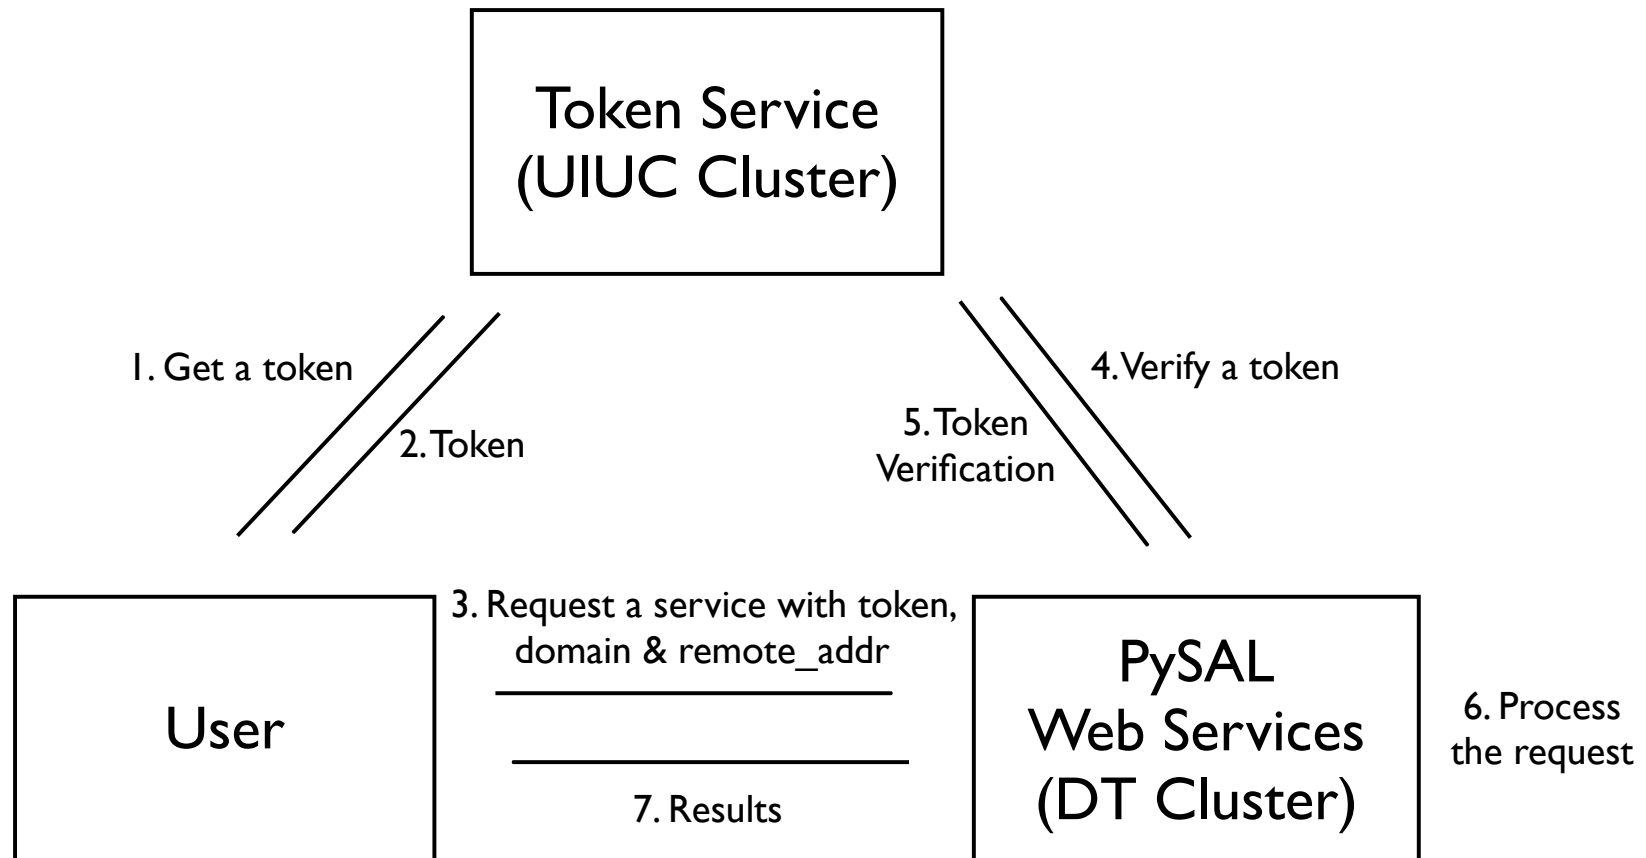 Token Service
(UIUC Cluster)
1. Get a token
2. Token
4. Verify a token
5. Token
Verification
3. Request a service with token,
domain & remote_addr
User
PySAL
Web Services
(DT Cluster)
6. Process
the request
7. Results